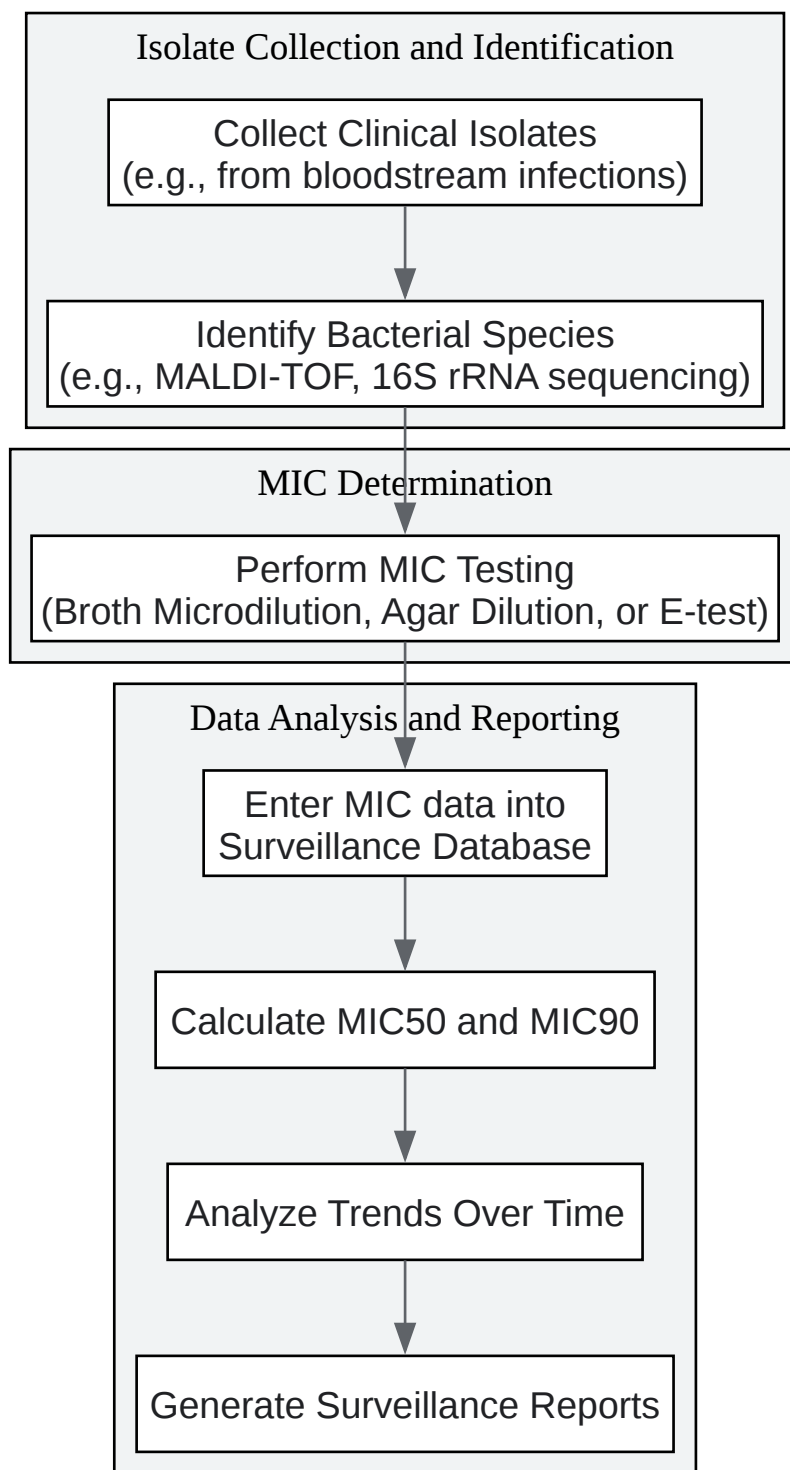 Isolate Collection and Identification
Collect Clinical Isolates
(e.g., from bloodstream infections)
Identify Bacterial Species
(e.g., MALDI-TOF, 16S rRNA sequencing)
MIC Determination
Perform MIC Testing
(Broth Microdilution, Agar Dilution, or E-test)
Data Analysis and Reporting
Enter MIC data into
Surveillance Database
Calculate MIC50 and MIC90
Analyze Trends Over Time
Generate Surveillance Reports